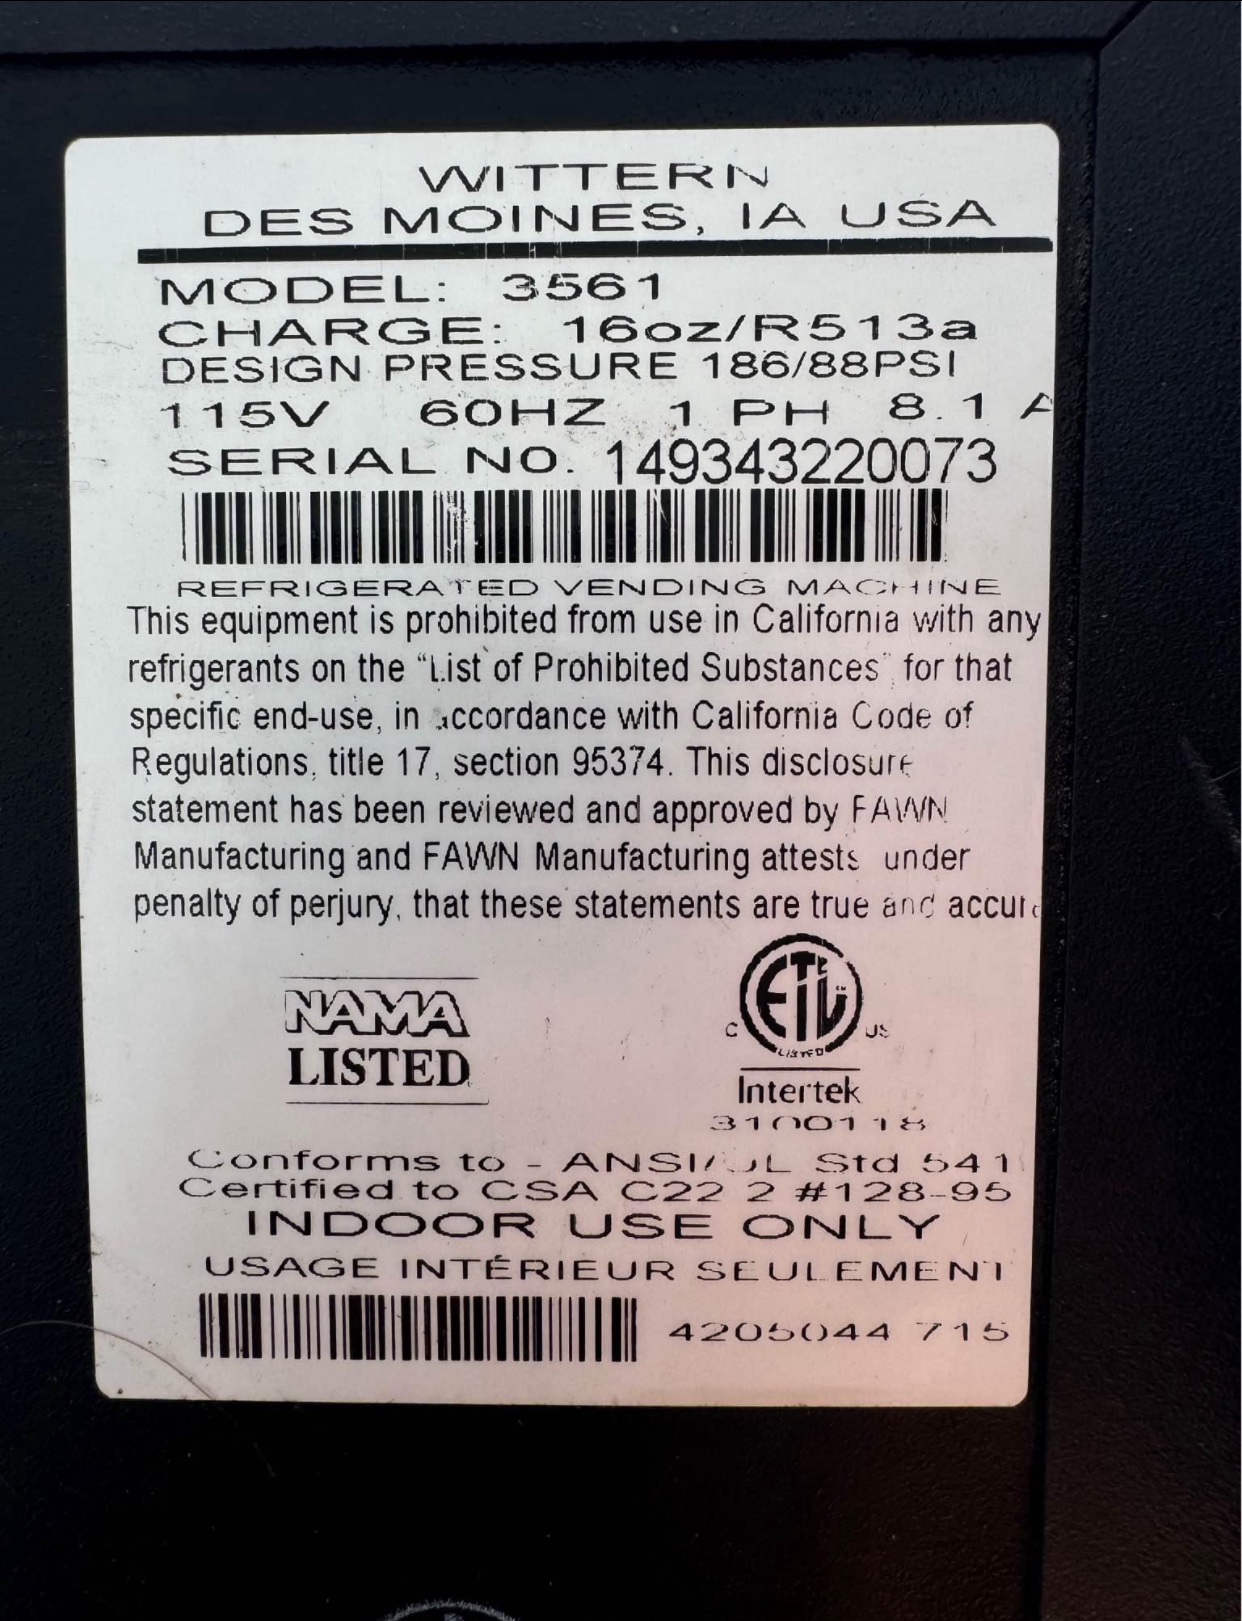 WITTERN
DES MOINES, IA USA
MODEL: 3561
CHARGE: 16oz/R513a
DESIGN PRESSURE 186/88PSI
115V 60HZ 1 PH 8.1 A
SERIAL NO. 149343220073
REFRIGERATED VENDING MACHINE
This equipment is prohibited from use in California with any
refrigerants on the "List of Prohibited Substances" for that
specific end-use, in accordance with California Code of
Regulations, title 17, section 95374. This disclosure
statement has been reviewed and approved by FAWN
Manufacturing and FAWN Manufacturing attests under
penalty of perjury, that these statements are true and
NAMA
LISTED
ETL
C US
LISTED
Intertek
3100118
Conforms to - ANSI/UL Std 541
Certified to CSA C22 2 #128-95
INDOOR USE ONLY
USAGE INTÉRIEUR SEULEMENT
4205044 715